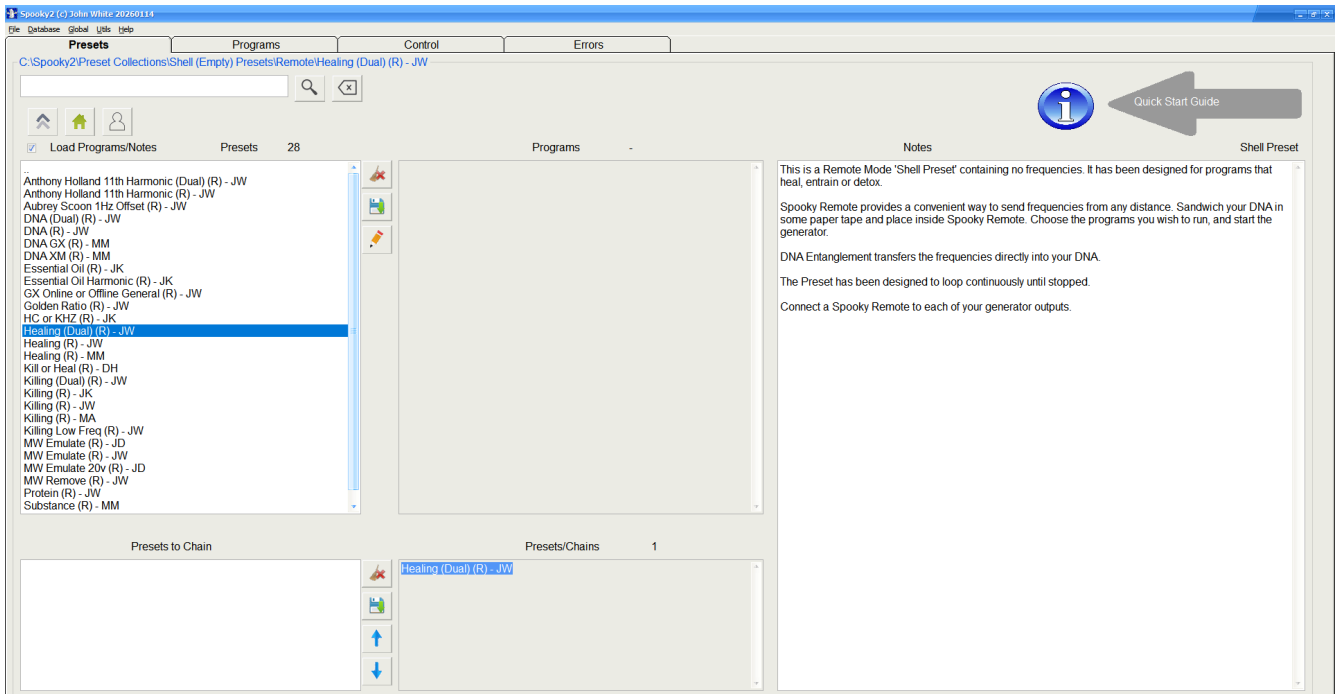 Spooky2 (c) John White 20260114
File Database Global Utils Help
Presets Programs Control Errors
C:\Spooky2\Preset Collections\Shell (Empty) Presets\Remote\Healing (Dual) (R) - JW
Quick Start Guide
Load Programs/Notes Presets 28 Programs - Notes Shell Preset
..
Anthony Holland 11th Harmonic (Dual) (R) - JW
Anthony Holland 11th Harmonic (R) - JW
Aubrey Scoon 1Hz Offset (R) - JW
DNA (Dual) (R) - JW
DNA (R) - JW
DNA GX (R) - MM
DNA XM (R) - MM
Essential Oil (R) - JK
Essential Oil Harmonic (R) - JK
GX Online or Offline General (R) - JW
Golden Ratio (R) - JW
HC or KHZ (R) - JK
Healing (Dual) (R) - JW
Healing (R) - JW
Healing (R) - MM
Kill or Heal (R) - DH
Killing (Dual) (R) - JW
Killing (R) - JK
Killing (R) - JW
Killing (R) - MA
Killing Low Freq (R) - JW
MW Emulate (R) - JD
MW Emulate (R) - JW
MW Emulate 20v (R) - JD
MW Remove (R) - JW
Protein (R) - JW
Substance (R) - MM
This is a Remote Mode 'Shell Preset' containing no frequencies. It has been designed for programs that
heal, entrain or detox.
Spooky Remote provides a convenient way to send frequencies from any distance. Sandwich your DNA in
some paper tape and place inside Spooky Remote. Choose the programs you wish to run, and start the
generator.
DNA Entanglement transfers the frequencies directly into your DNA.
The Preset has been designed to loop continuously until stopped.
Connect a Spooky Remote to each of your generator outputs.
Presets to Chain Presets/Chains 1
Healing (Dual) (R) - JW